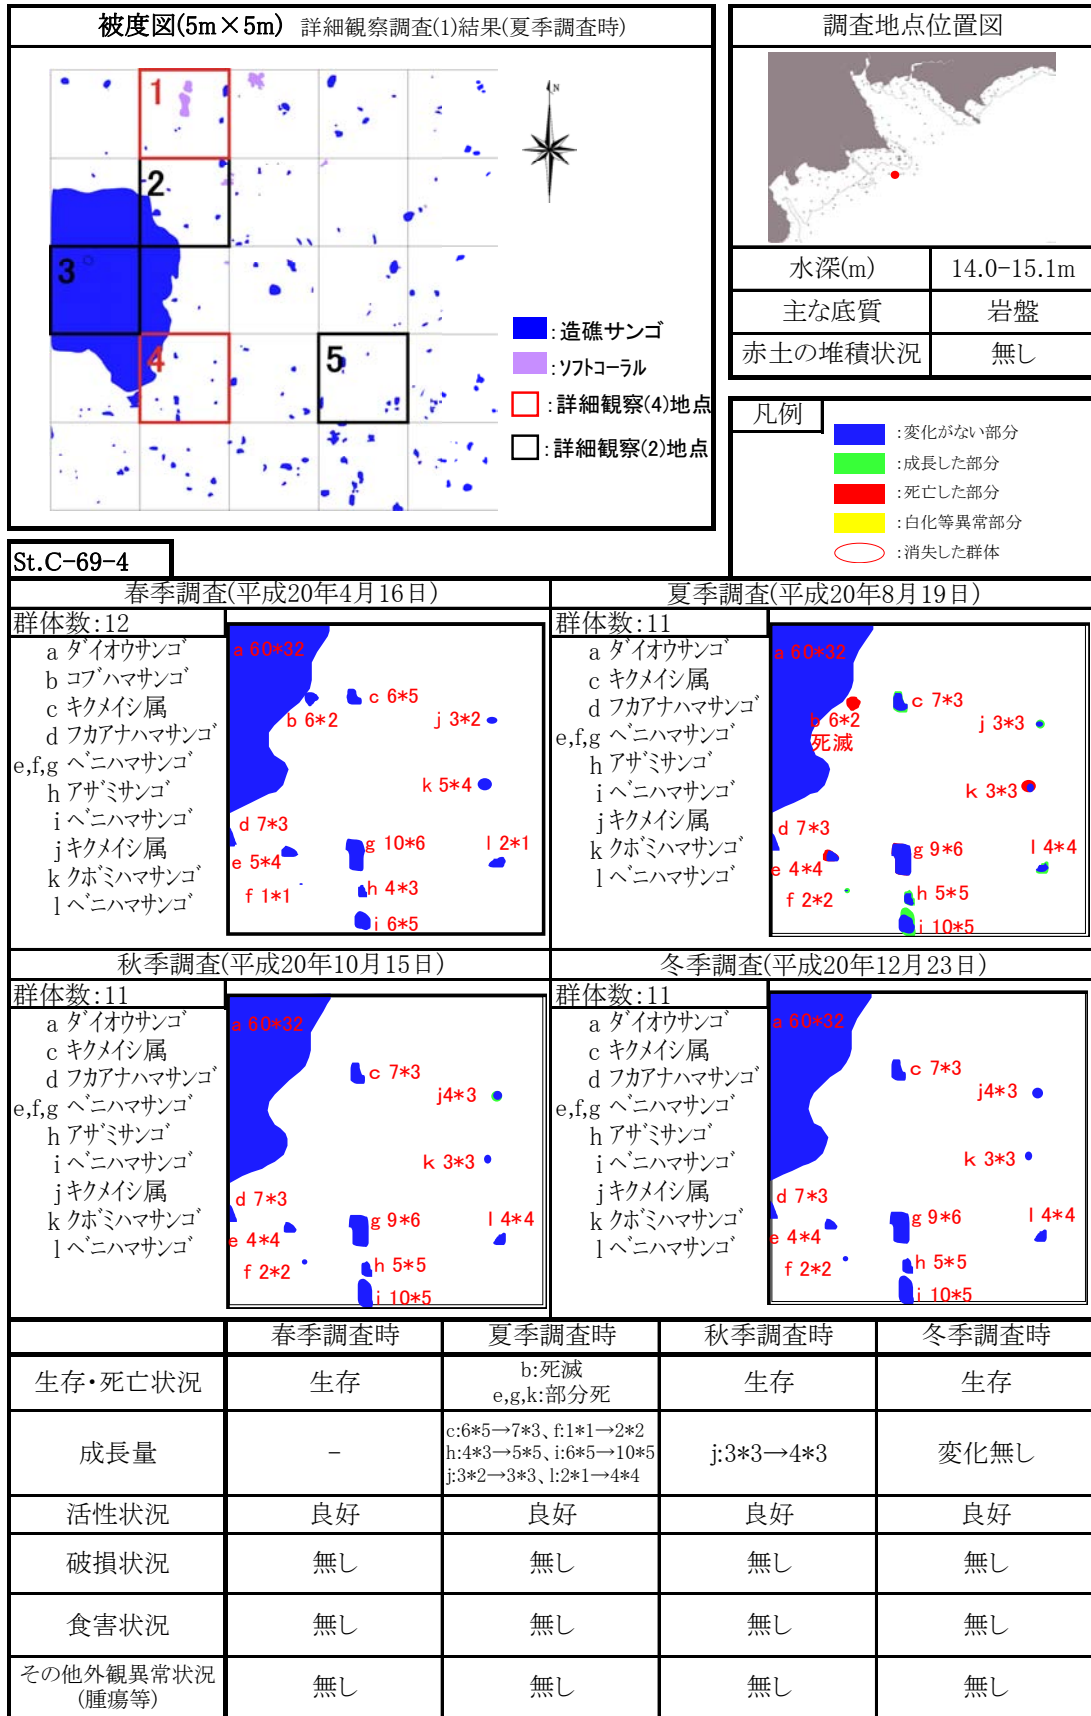 被度図(5m×5m) 詳細観察調査(1)結果(夏季調査時)
1
2
3
4
5
N
:造礁サンゴ
:ソフトコーラル
:詳細観察(4)地点
:詳細観察(2)地点
調査地点位置図
水深(m) 14.0-15.1m
主な底質 岩盤
赤土の堆積状況 無し
凡例
:変化がない部分
:成長した部分
:死亡した部分
:白化等異常部分
:消失した群体
St.C-69-4
春季調査(平成20年4月16日)
群体数:12
a ダイオウサンゴ
b コブハマサンゴ
c キクメイシ属
d フカアナハマサンゴ
e,f,g ベニハマサンゴ
h アザミサンゴ
i ベニハマサンゴ
j キクメイシ属
k クボミハマサンゴ
l ベニハマサンゴ
a 60*32
c 6*5
b 6*2
j 3*2
k 5*4
d 7*3
g 10*6
l 2*1
e 5*4
f 1*1
h 4*3
i 6*5
夏季調査(平成20年8月19日)
群体数:11
a ダイオウサンゴ
c キクメイシ属
d フカアナハマサンゴ
e,f,g ベニハマサンゴ
h アザミサンゴ
i ベニハマサンゴ
j キクメイシ属
k クボミハマサンゴ
l ベニハマサンゴ
a 60*32
c 7*3
b 6*2
死滅
j 3*3
k 3*3
d 7*3
g 9*6
l 4*4
e 4*4
f 2*2
h 5*5
i 10*5
秋季調査(平成20年10月15日)
群体数:11
a ダイオウサンゴ
c キクメイシ属
d フカアナハマサンゴ
e,f,g ベニハマサンゴ
h アザミサンゴ
i ベニハマサンゴ
j キクメイシ属
k クボミハマサンゴ
l ベニハマサンゴ
a 60*32
c 7*3
j4*3
k 3*3
d 7*3
g 9*6
l 4*4
e 4*4
f 2*2
h 5*5
i 10*5
冬季調査(平成20年12月23日)
群体数:11
a ダイオウサンゴ
c キクメイシ属
d フカアナハマサンゴ
e,f,g ベニハマサンゴ
h アザミサンゴ
i ベニハマサンゴ
j キクメイシ属
k クボミハマサンゴ
l ベニハマサンゴ
a 60*32
c 7*3
j4*3
k 3*3
d 7*3
g 9*6
l 4*4
e 4*4
f 2*2
h 5*5
i 10*5
春季調査時 夏季調査時 秋季調査時 冬季調査時
生存・死亡状況 生存 b:死滅 生存 生存
e,g,k:部分死
成長量 - c:6*5→7*3、f:1*1→2*2 j:3*3→4*3 変化無し
h:4*3→5*5、i:6*5→10*5
j:3*2→3*3、l:2*1→4*4
活性状況 良好 良好 良好 良好
破損状況 無し 無し 無し 無し
食害状況 無し 無し 無し 無し
その他外観異常状況 無し 無し 無し 無し
(腫瘍等)